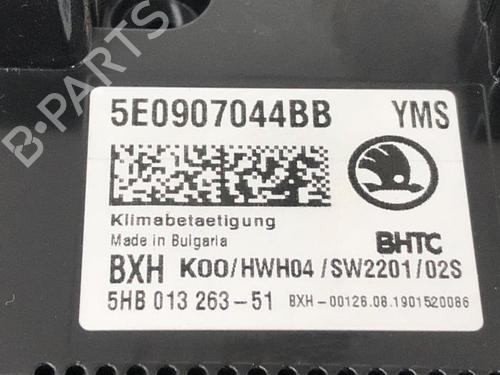 B-PARTS
5E0907044BB YMS
Klimabetaetigung
Made in Bulgaria
BHTC
BXH K00/HWH04/SW2201/02S
5HB 013 263-51 BXH-00128.08.1901520086